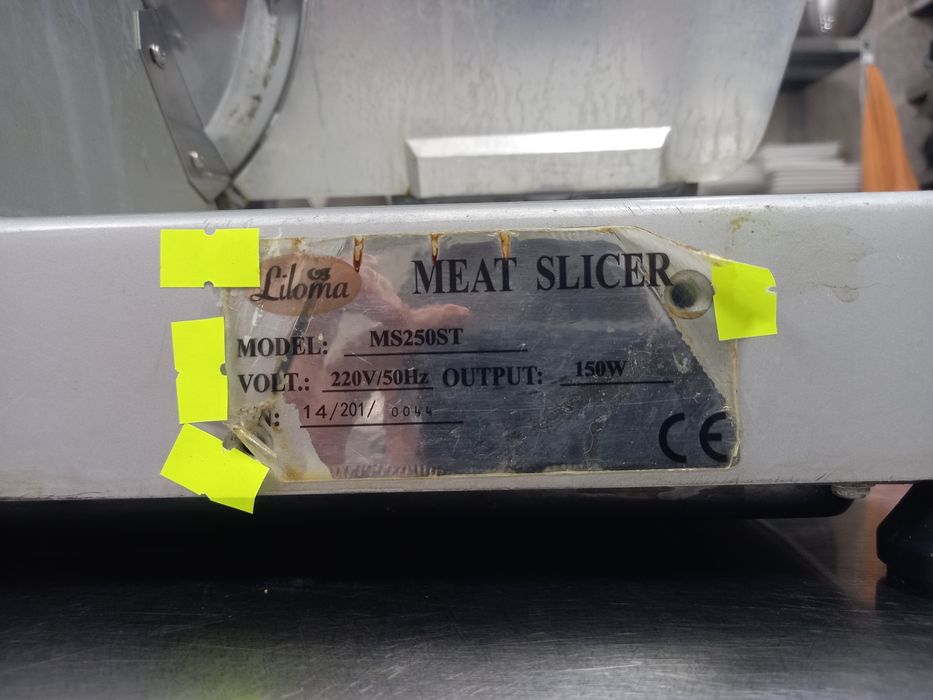 Liloma
MEAT SLICER
MODEL: MS250ST
VOLT.: 220V/50Hz OUTPUT: 150W
N: 14/201/ 0044
CE